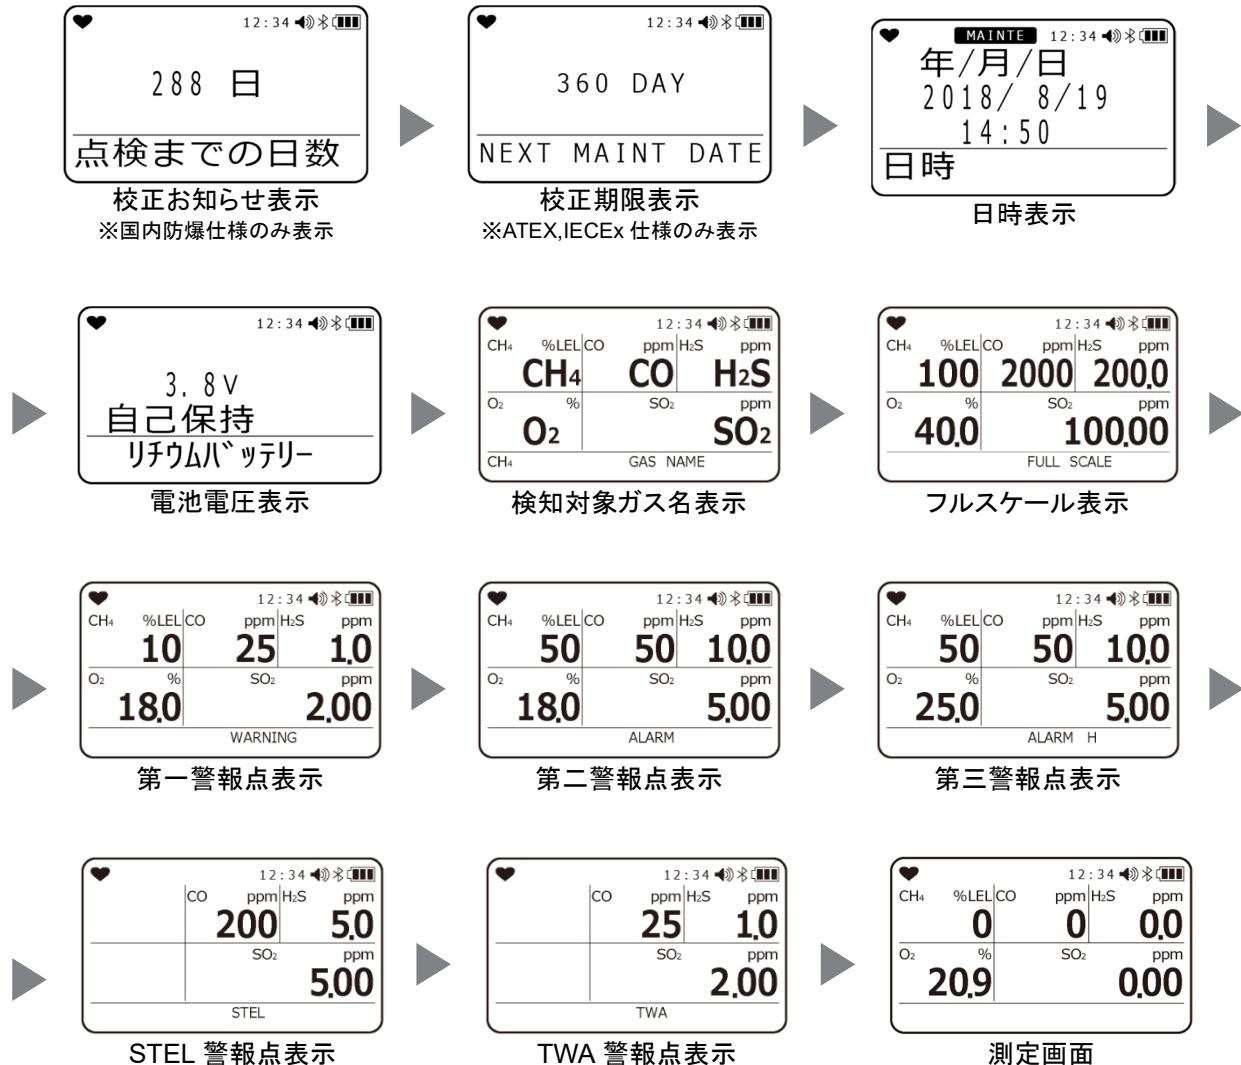 12:34
288 日
点検までの日数
校正お知らせ表示
※国内防爆仕様のみ表示
12:34
360 DAY
NEXT MAINT DATE
校正期限表示
※ATEX,IECEx 仕様のみ表示
MAINTE 12:34
年/月/日
2018/ 8/19
14:50
日時
日時表示
12:34
3.8V
自己保持
リチウムバッテリー
電池電圧表示
12:34
CH₄ %LEL CO ppm H₂S ppm
CH₄ CO H₂S
O₂ % SO₂ ppm
O₂ SO₂
CH₄ GAS NAME
検知対象ガス名表示
12:34
CH₄ %LEL CO ppm H₂S ppm
100 2000 200.0
O₂ % SO₂ ppm
40.0 100.00
FULL SCALE
フルスケール表示
12:34
CH₄ %LEL CO ppm H₂S ppm
10 25 1.0
O₂ % SO₂ ppm
18.0 2.00
WARNING
第一警報点表示
12:34
CH₄ %LEL CO ppm H₂S ppm
50 50 10.0
O₂ % SO₂ ppm
18.0 5.00
ALARM
第二警報点表示
12:34
CH₄ %LEL CO ppm H₂S ppm
50 50 10.0
O₂ % SO₂ ppm
25.0 5.00
ALARM H
第三警報点表示
12:34
CO ppm H₂S ppm
200 5.0
SO₂ ppm
5.00
STEL
STEL 警報点表示
12:34
CO ppm H₂S ppm
25 1.0
SO₂ ppm
2.00
TWA
TWA 警報点表示
12:34
CH₄ %LEL CO ppm H₂S ppm
0 0 0.0
O₂ % SO₂ ppm
20.9 0.00
測定画面